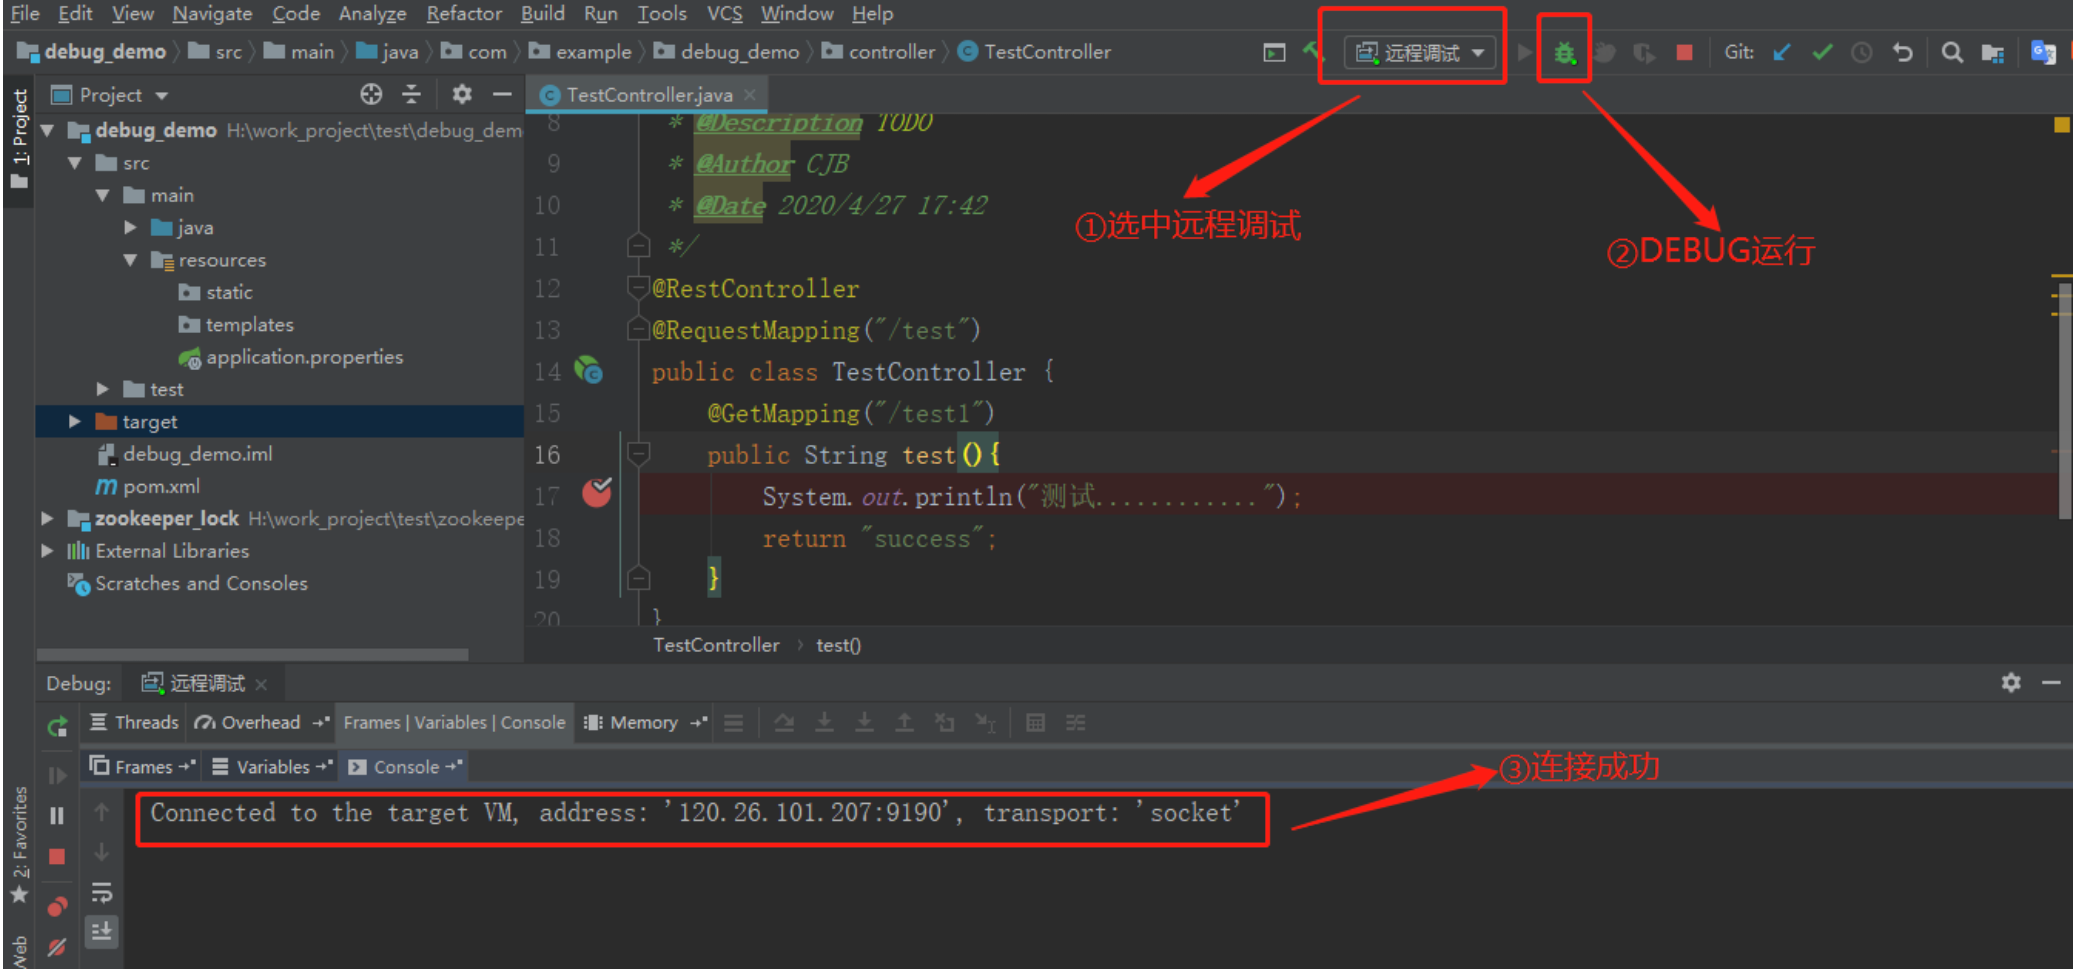 File Edit View Navigate Code Analyze Refactor Build Run Tools VCS Window Help
debug_demo src main java com example debug_demo controller TestController 远程调试 Git:
1: Project
Project
TestController.java
debug_demo H:\work_project\test\debug_dem
src
main
java
resources
static
templates
application.properties
test
target
debug_demo.iml
pom.xml
zookeeper_lock H:\work_project\test\zookeepe
External Libraries
Scratches and Consoles
8 * @Description TODO
9 * @Author CJB
10 * @Date 2020/4/27 17:42
11 */
12 @RestController
13 @RequestMapping("/test")
14 public class TestController {
15 @GetMapping("/test1")
16 public String test(){
17 System.out.println("测试............");
18 return "success";
19 }
20 }
①选中远程调试
②DEBUG运行
TestController › test()
Debug: 远程调试
Threads Overhead Frames | Variables | Console Memory
Frames Variables Console
③连接成功
Connected to the target VM, address: '120.26.101.207:9190', transport: 'socket'
2: Favorites
Web